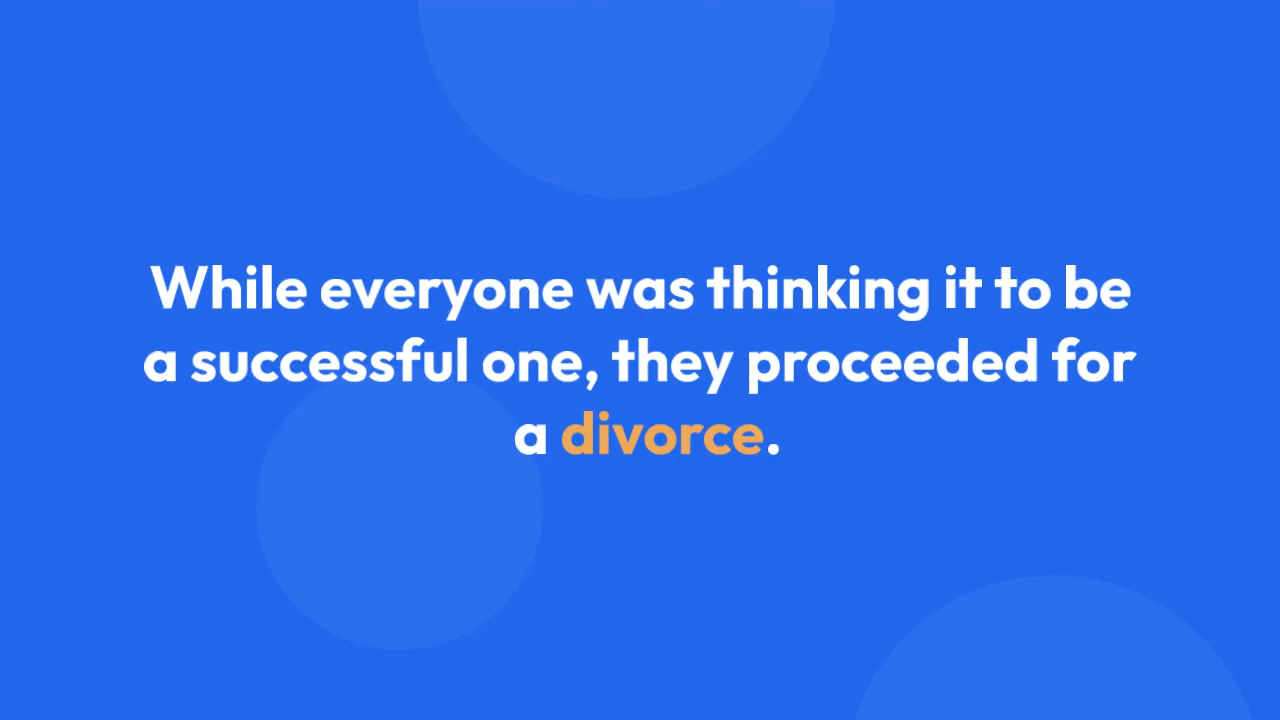 While everyone was thinking it to be
a successful one, they proceeded for
a divorce.